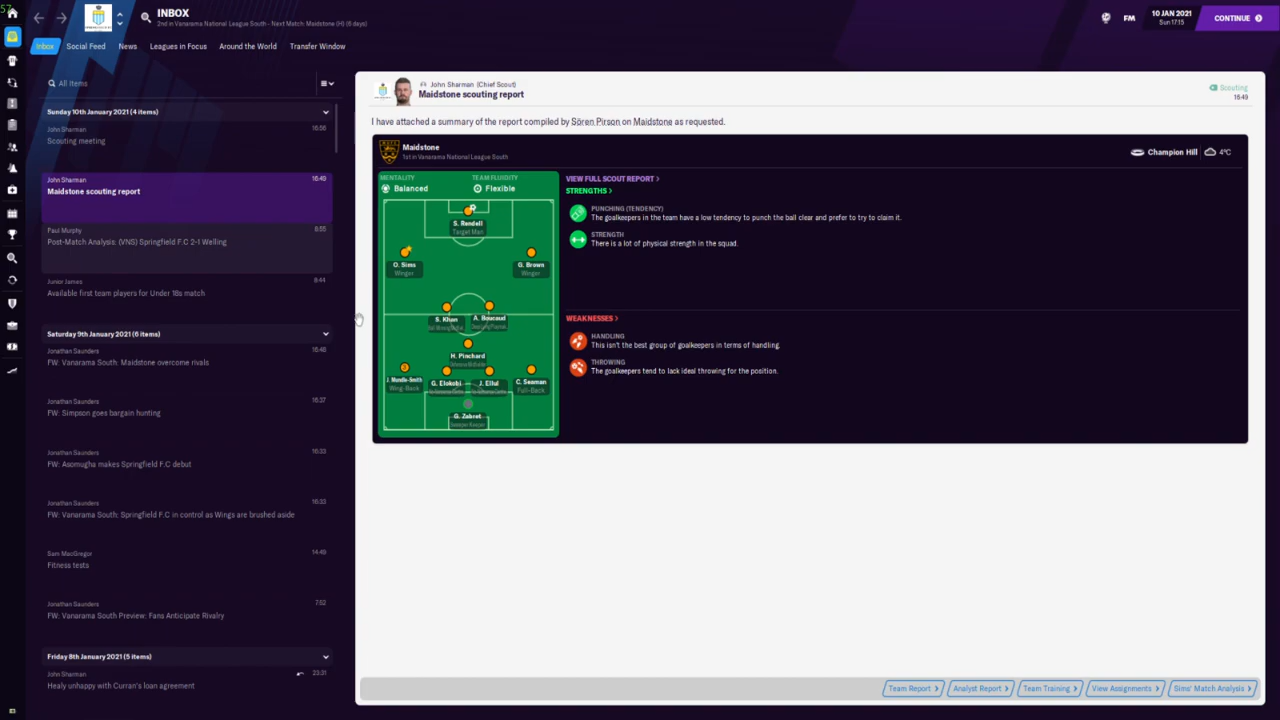 57
INBOX
2nd in Vanarama National League South - Next Match: Maidstone (H) (6 days)
FM
10 JAN 2021
Sun 17:15
CONTINUE
Inbox
Social Feed
News
Leagues in Focus
Around the World
Transfer Window
All Items
Sunday 10th January 2021 (4 items)
John Sharman
16:56
Scouting meeting
John Sharman
16:49
Maidstone scouting report
Paul Murphy
8:55
Post-Match Analysis: (VNS) Springfield F.C 2-1 Welling
Junior James
8:44
Available first team players for Under 18s match
Saturday 9th January 2021 (6 items)
Jonathan Saunders
16:48
FW: Vanarama South: Maidstone overcome rivals
Jonathan Saunders
16:37
FW: Simpson goes bargain hunting
Jonathan Saunders
16:33
FW: Asomugha makes Springfield F.C debut
Jonathan Saunders
16:33
FW: Vanarama South: Springfield F.C in control as Wings are brushed aside
Sam MacGregor
14:49
Fitness tests
Jonathan Saunders
7:52
FW: Vanarama South Preview: Fans Anticipate Rivalry
Friday 8th January 2021 (5 items)
John Sharman
23:31
Healy unhappy with Curran's loan agreement
John Sharman (Chief Scout)
Maidstone scouting report
Scouting
16:49
I have attached a summary of the report compiled by Sören Pirson on Maidstone as requested.
Maidstone
1st in Vanarama National League South
Champion Hill
4°C
MENTALITY
Balanced
TEAM FLUIDITY
Flexible
S. Rendell
Target Man
O. Sims
Winger
G. Brown
Winger
S. Khan
A. Boucaud
H. Pinchard
J. Mundle-Smith
Wing-Back
G. Elokobi
J. Ellul
C. Seaman
Full-Back
G. Zabret
Sweeper Keeper
VIEW FULL SCOUT REPORT >
STRENGTHS >
PUNCHING (TENDENCY)
The goalkeepers in the team have a low tendency to punch the ball clear and prefer to try to claim it.
STRENGTH
There is a lot of physical strength in the squad.
WEAKNESSES >
HANDLING
This isn't the best group of goalkeepers in terms of handling.
THROWING
The goalkeepers tend to lack ideal throwing for the position.
Team Report >
Analyst Report >
Team Training >
View Assignments >
Sims' Match Analysis >